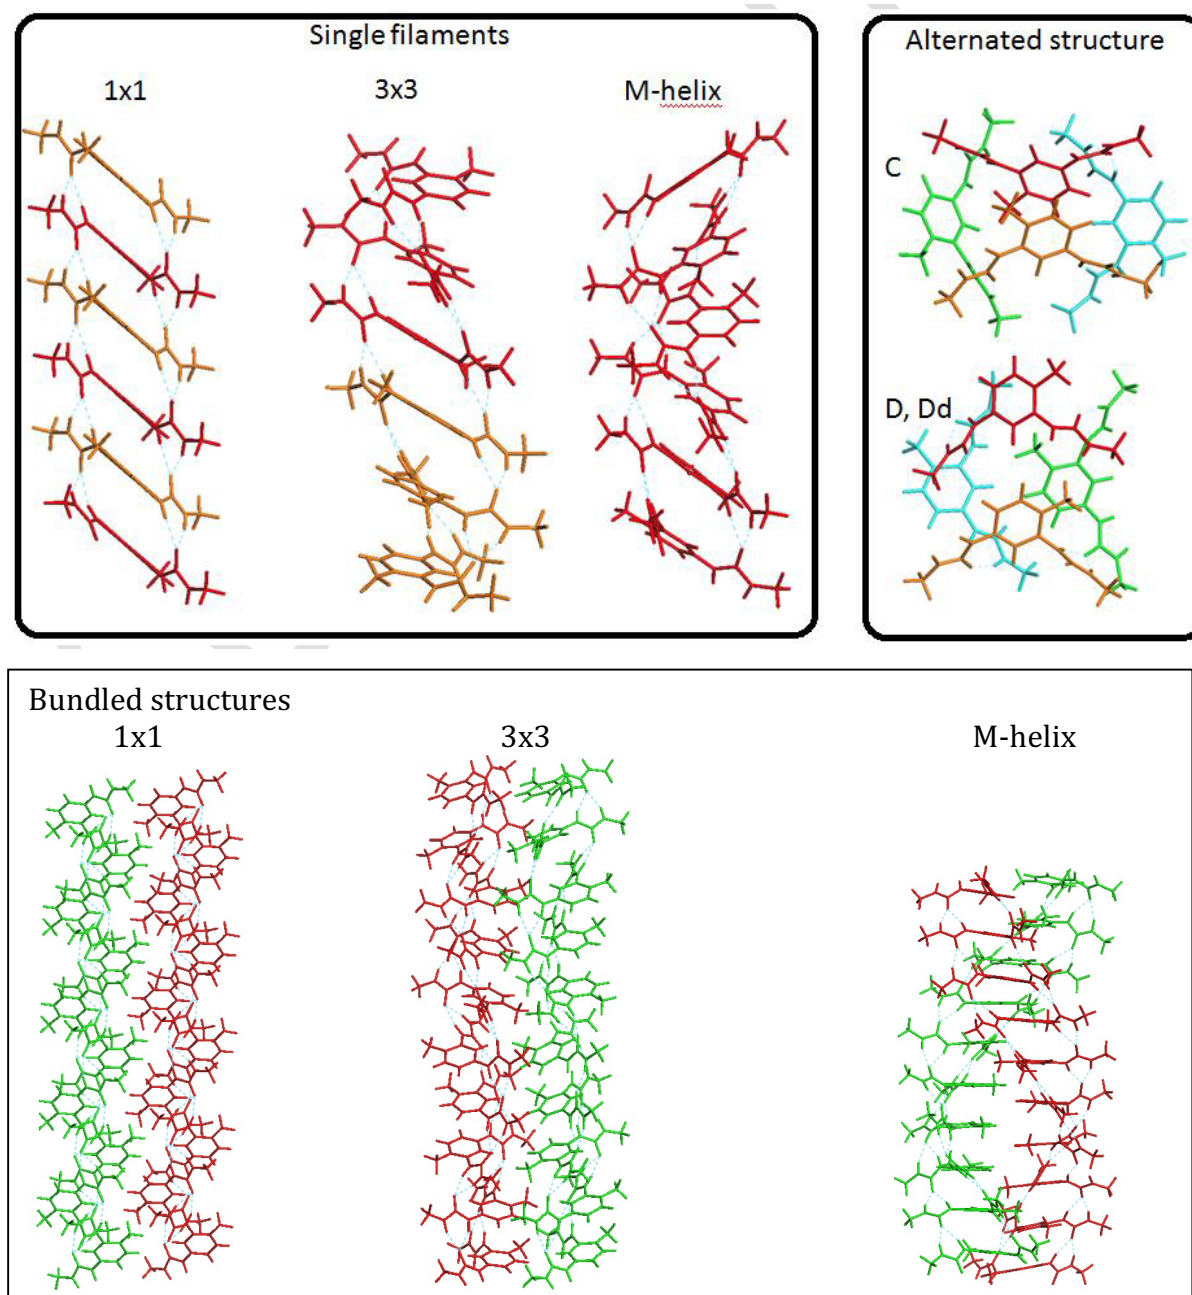 Single filaments
1x1
3x3
M-helix
Alternated structure
C
D, Dd
Bundled structures
1x1
3x3
M-helix